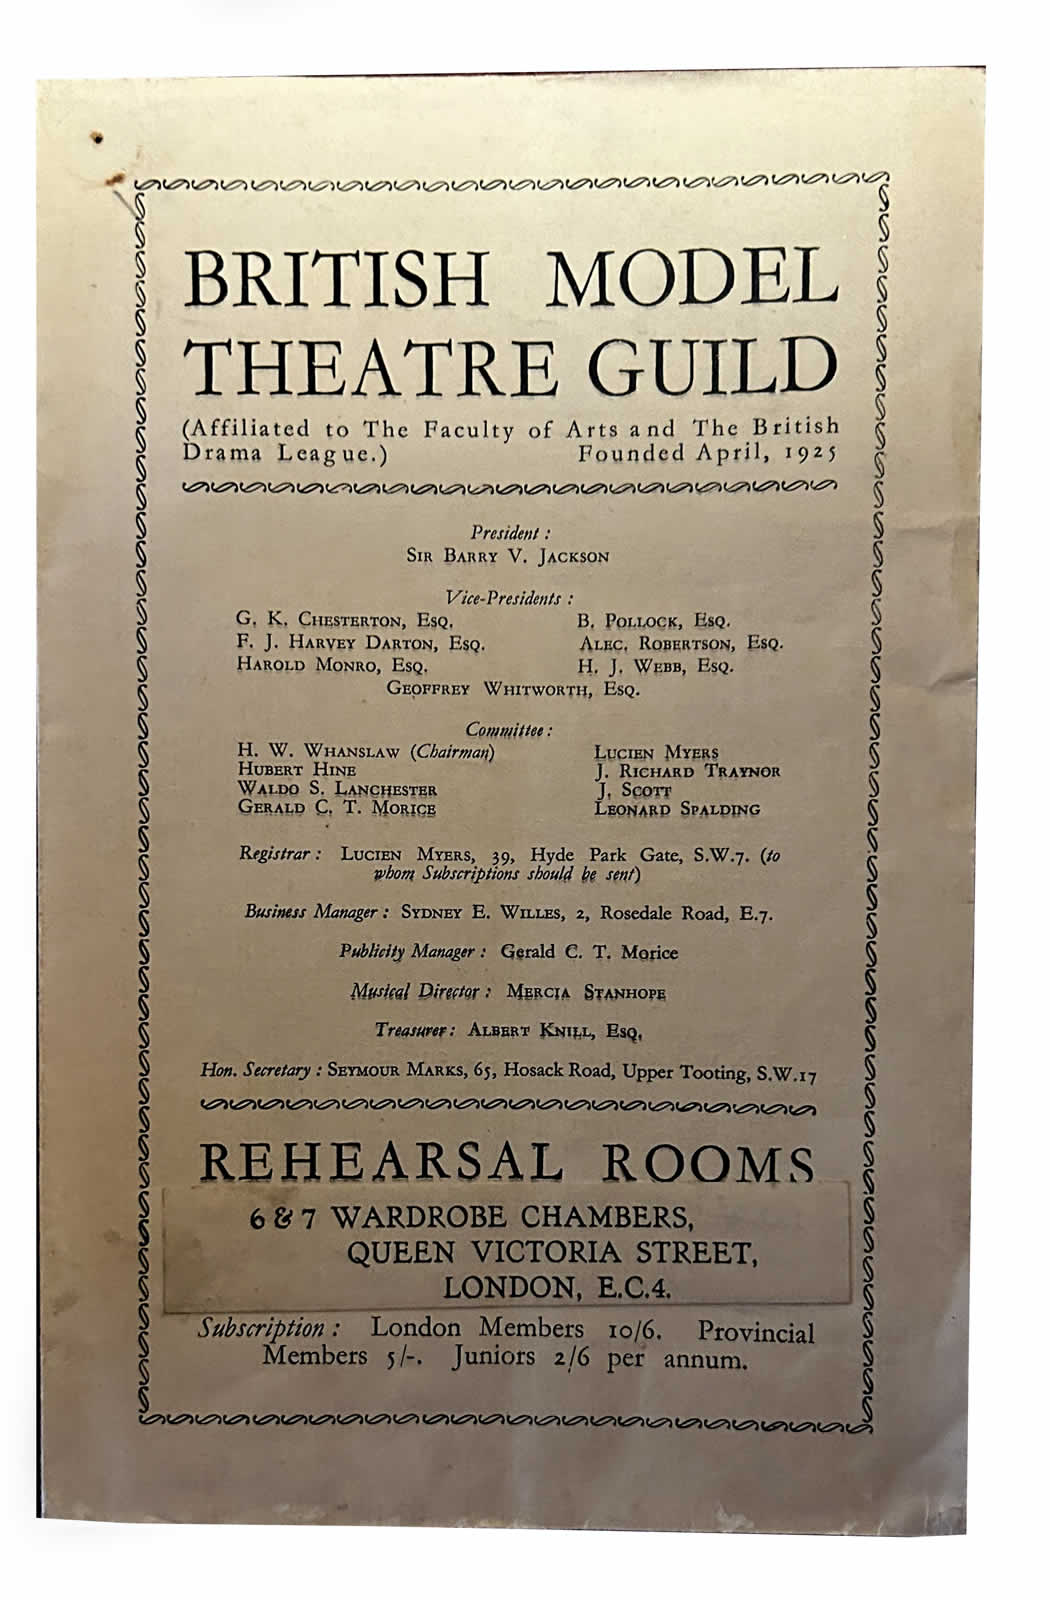 BRITISH MODEL
THEATRE GUILD
(Affiliated to The Faculty of Arts and The British
Drama League.) Founded April, 1925
President :
SIR BARRY V. JACKSON
Vice-Presidents :
G. K. CHESTERTON, ESQ. B. POLLOCK, ESQ.
F. J. HARVEY DARTON, ESQ. ALEC. ROBERTSON, ESQ.
HAROLD MONRO, ESQ. H. J. WEBB, ESQ.
GEOFFREY WHITWORTH, ESQ.
Committee :
H. W. WHANSLAW (Chairman) LUCIEN MYERS
HUBERT HINE J. RICHARD TRAYNOR
WALDO S. LANCHESTER J. SCOTT
GERALD C. T. MORICE LEONARD SPALDING
Registrar : LUCIEN MYERS, 39, Hyde Park Gate, S.W.7. (to
whom Subscriptions should be sent)
Business Manager : SYDNEY E. WILLES, 2, Rosedale Road, E.7.
Publicity Manager : Gerald C. T. Morice
Musical Director : MERCIA STANHOPE
Treasurer : ALBERT KNILL, ESQ.
Hon. Secretary : SEYMOUR MARKS, 65, Hosack Road, Upper Tooting, S.W.17
REHEARSAL ROOMS
6 & 7 WARDROBE CHAMBERS,
QUEEN VICTORIA STREET,
LONDON, E.C.4.
Subscription : London Members 10/6. Provincial
Members 5/-. Juniors 2/6 per annum.